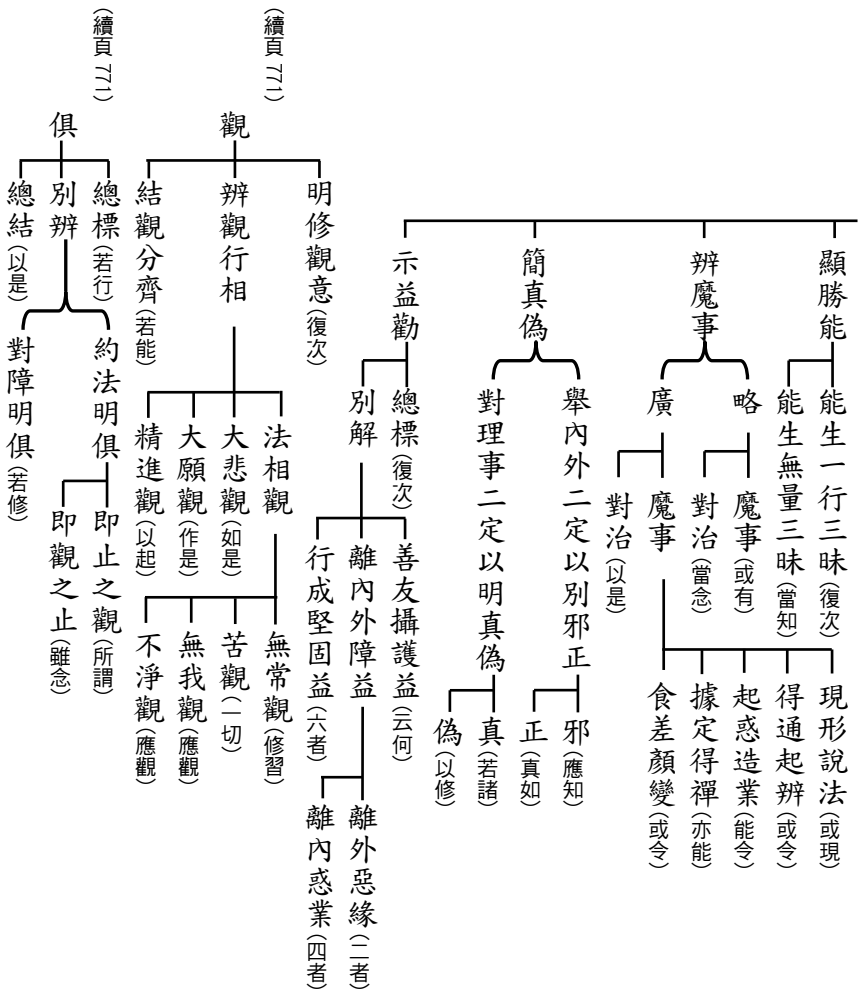 顯勝能
能生一行三昧(復次)
能生無量三昧(當知)
辨魔事
略
魔事(或有)
對治(當念)
廣
魔事
現形說法(或現)
得通起辨(或令)
起惑造業(能令)
據定得禪(亦能)
食差顏變(或令)
對治(以是)
簡真偽
舉內外二定以別邪正
邪(應知)
正(真如)
對理事二定以明真偽
真(若諸)
偽(以修)
示益勸
總標(復次)
別解
善友攝護益(云何)
離內外障益
離外惡緣(二者)
離內惑業(四者)
行成堅固益(六者)
(續頁 771)
觀
明修觀意(復次)
辨觀行相
法相觀
無常觀(修習)
苦觀(一切)
無我觀(應觀)
不淨觀(應觀)
大悲觀(如是)
大願觀(作是)
精進觀(以起)
結觀分齊(若能)
(續頁 771)
俱
總標(若行)
別辨
約法明俱
即止之觀(所謂)
即觀之止(雖念)
對障明俱(若修)
總結(以是)